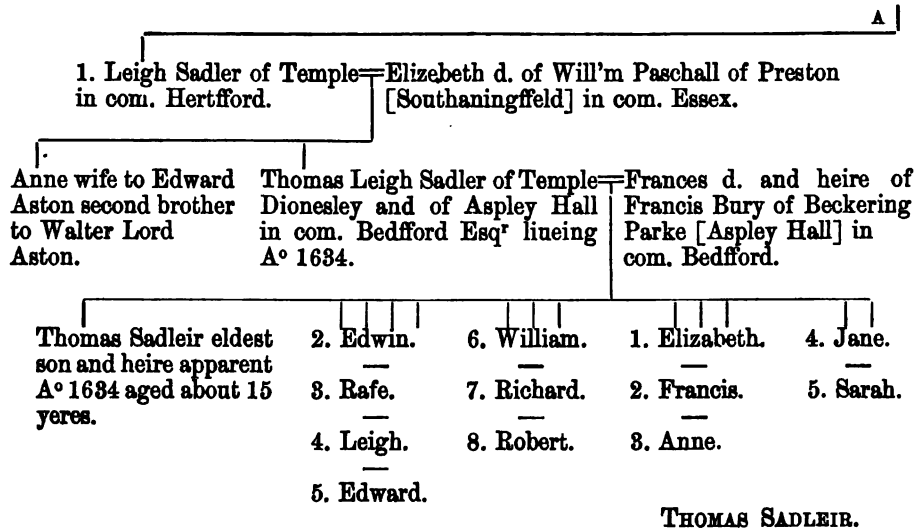 A
1. Leigh Sadler of Temple
in com. Hertfford.
Elizebeth d. of Will'm Paschall of Preston
[Southaningffeld] in com. Essex.
Anne wife to Edward
Aston second brother
to Walter Lord
Aston.
Thomas Leigh Sadler of Temple
Dionesley and of Aspley Hall
in com. Bedfford Esqʳ liueing
Aº 1634.
Frances d. and heire of
Francis Bury of Beckering
Parke [Aspley Hall] in
com. Bedfford.
Thomas Sadleir eldest
son and heire apparent
Aº 1634 aged about 15
yeres.
2. Edwin.
3. Rafe.
4. Leigh.
5. Edward.
6. William.
7. Richard.
8. Robert.
1. Elizabeth.
2. Francis.
3. Anne.
4. Jane.
5. Sarah.
THOMAS SADLEIR.